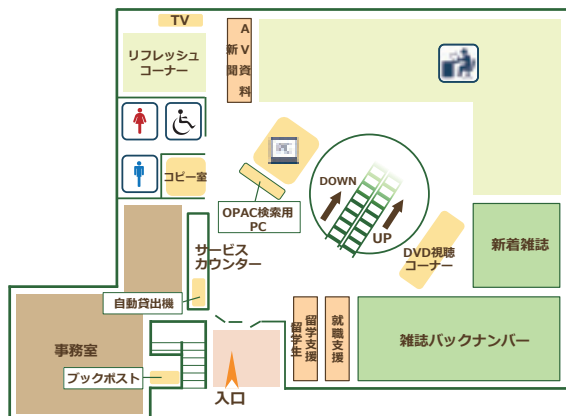 TV
リフレッシュ
コーナー
AV資料
新聞
コピー室
OPAC検索用
PC
DOWN
UP
DVD視聴
コーナー
新着雑誌
サービス
カウンター
自動貸出機
事務室
ブックポスト
入口
留学支援
留学生
就職支援
雑誌バックナンバー